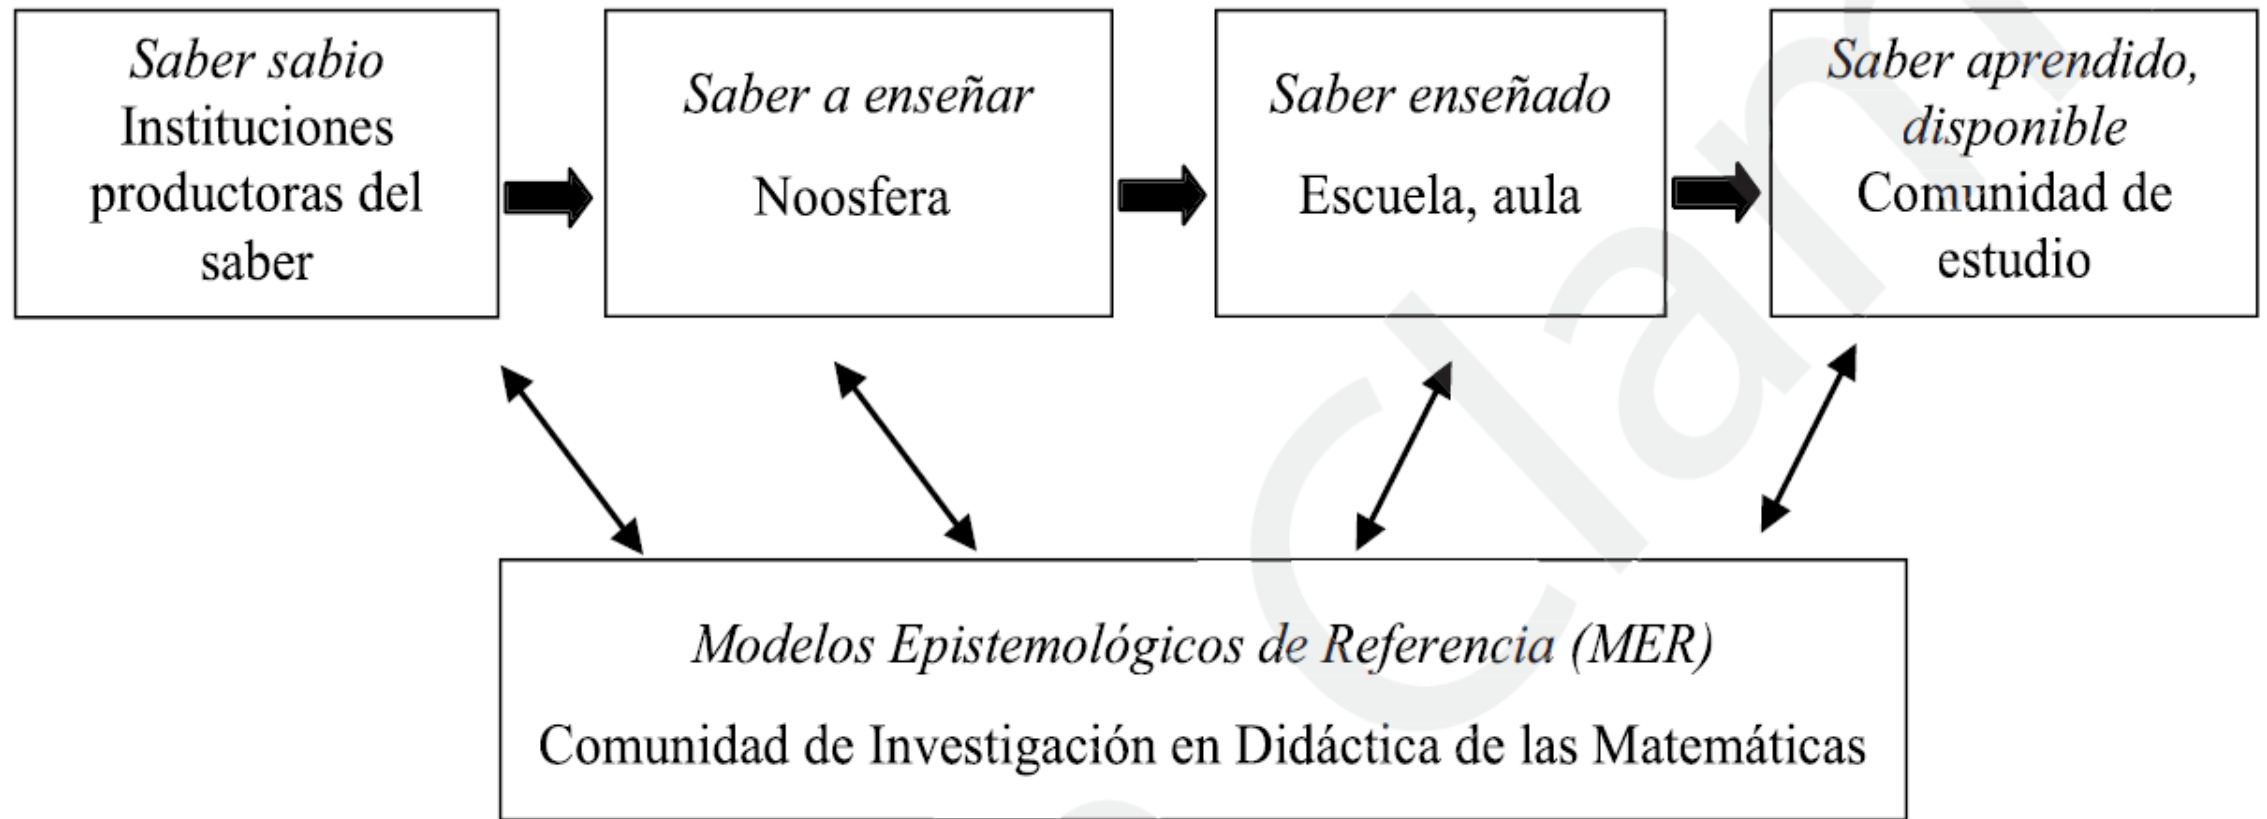 Saber sabio
Instituciones
productoras del
saber
Saber a enseñar
Noosfera
Saber enseñado
Escuela, aula
Saber aprendido,
disponible
Comunidad de
estudio
Modelos Epistemológicos de Referencia (MER)
Comunidad de Investigación en Didáctica de las Matemáticas
Clam